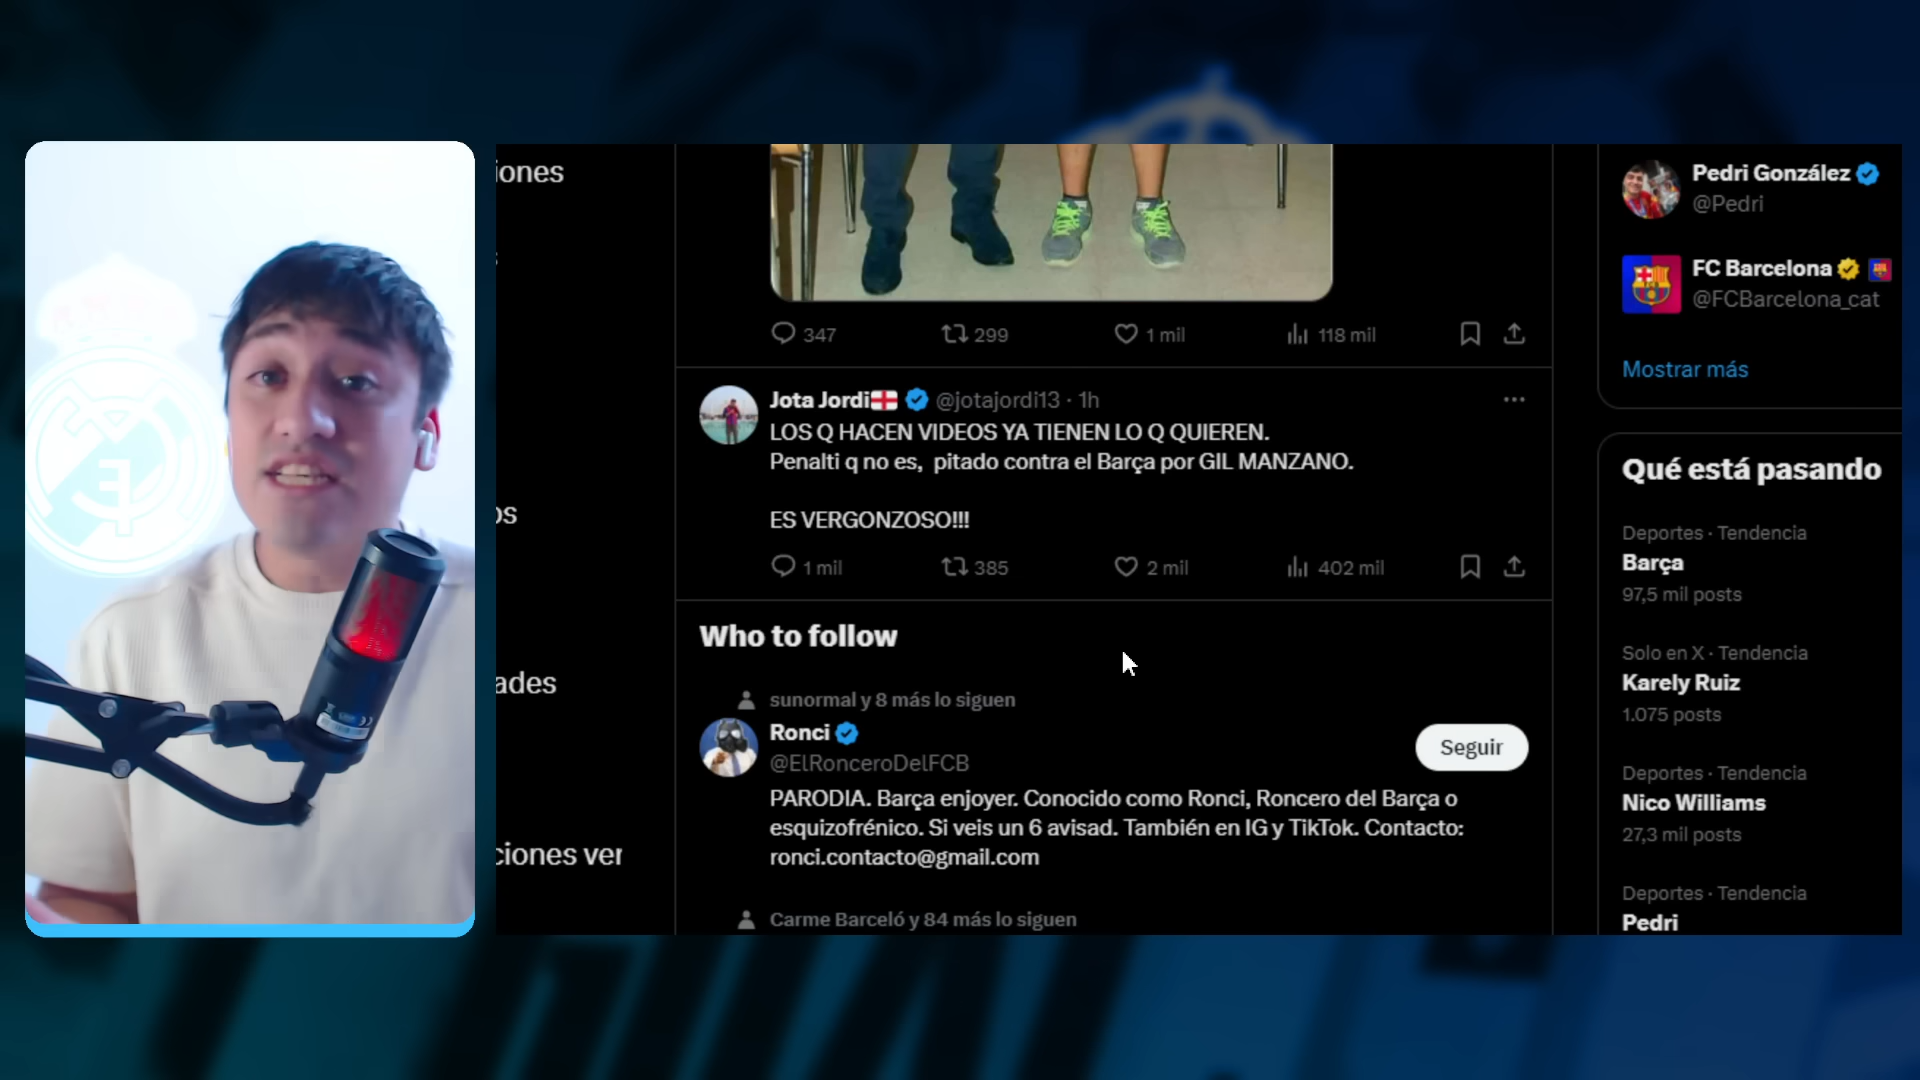 iones
os
ades
ciones ver
347
299
1 mil
118 mil
Jota Jordi @jotajordi13 · 1h
LOS Q HACEN VIDEOS YA TIENEN LO Q QUIEREN.
Penalti q no es, pitado contra el Barça por GIL MANZANO.
ES VERGONZOSO!!!
1 mil
385
2 mil
402 mil
Who to follow
sunormal y 8 más lo siguen
Ronci
@ElRonceroDelFCB
Seguir
PARODIA. Barça enjoyer. Conocido como Ronci, Roncero del Barça o
esquizofrénico. Si veis un 6 avisad. También en IG y TikTok. Contacto:
ronci.contacto@gmail.com
Carme Barceló y 84 más lo siguen
Pedri González
@Pedri
FC Barcelona
@FCBarcelona_cat
Mostrar más
Qué está pasando
Deportes · Tendencia
Barça
97,5 mil posts
Solo en X · Tendencia
Karely Ruiz
1.075 posts
Deportes · Tendencia
Nico Williams
27,3 mil posts
Deportes · Tendencia
Pedri